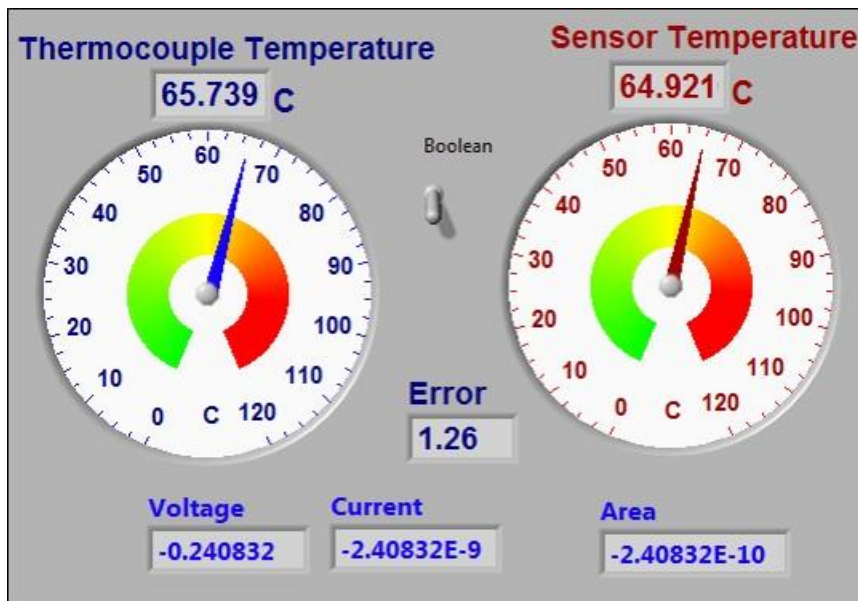 Thermocouple Temperature
65.739 C
Sensor Temperature
64.921 C
Boolean
0 10 20 30 40 50 60 70 80 90 100 110 120
C
0 10 20 30 40 50 60 70 80 90 100 110 120
C
Error
1.26
Voltage
-0.240832
Current
-2.40832E-9
Area
-2.40832E-10